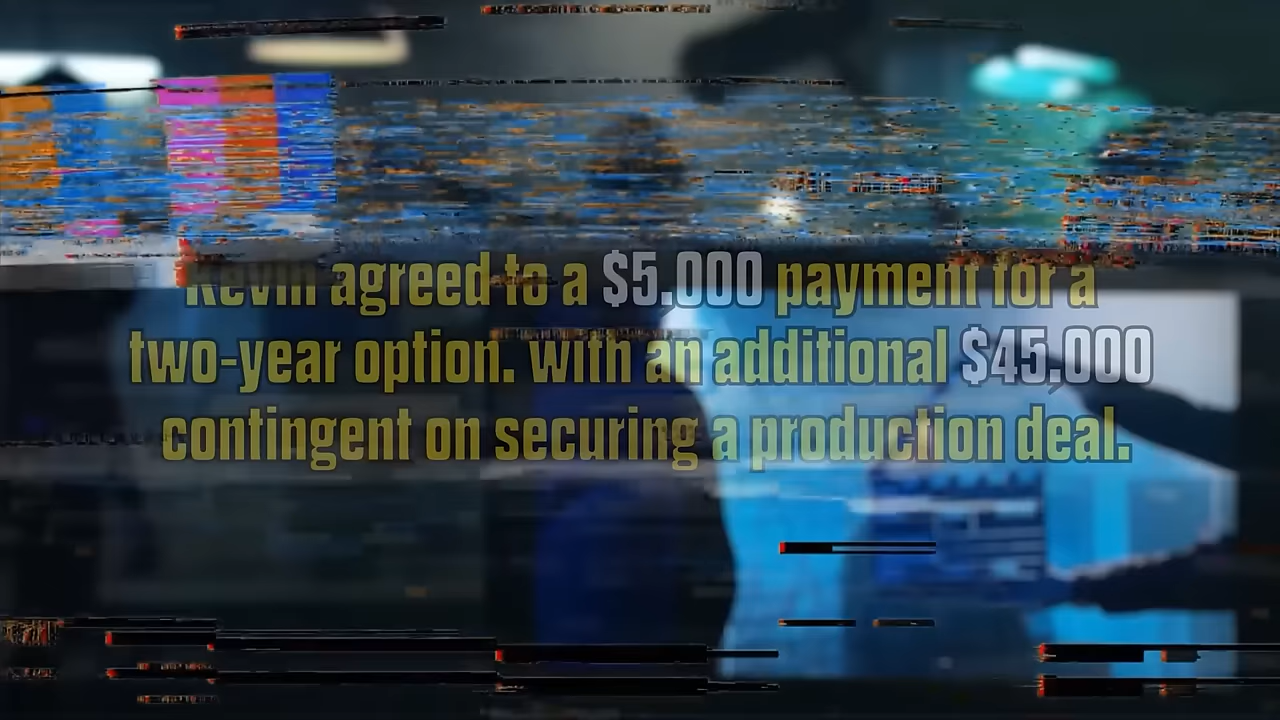 Kevin agreed to a $5,000 payment for a
two-year option, with an additional $45,000
contingent on securing a production deal.